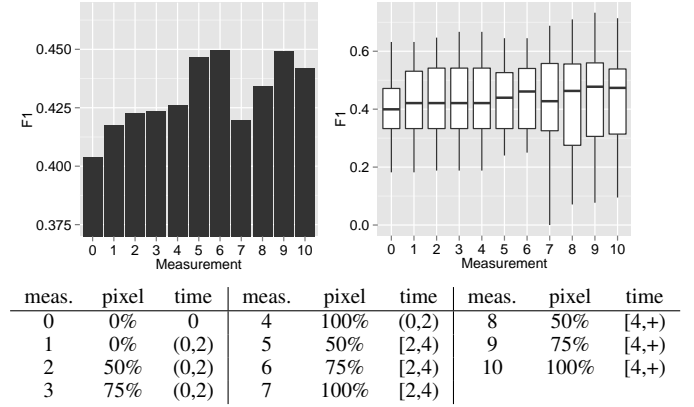 0.450
0.425
0.400
0.375
F1
0 1 2 3 4 5 6 7 8 9 10
Measurement
0.6
0.4
0.2
0.0
F1
0 1 2 3 4 5 6 7 8 9 10
Measurement
meas. pixel time meas. pixel time meas. pixel time
0 0% 0 4 100% (0,2) 8 50% [4,+)
1 0% (0,2) 5 50% [2,4) 9 75% [4,+)
2 50% (0,2) 6 75% [2,4) 10 100% [4,+)
3 75% (0,2) 7 100% [2,4)